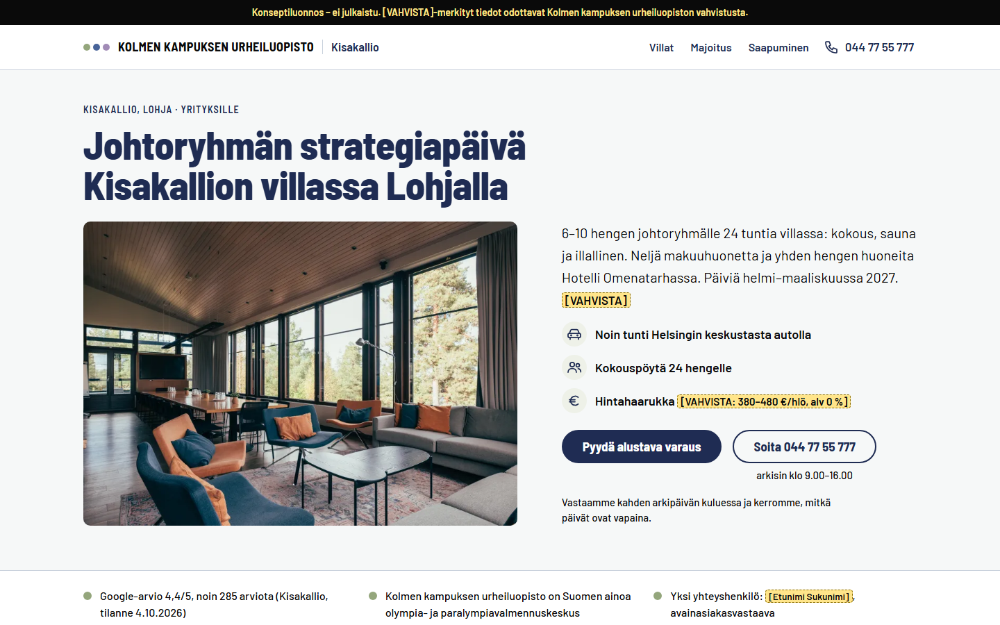 Konseptiluonnos – ei julkaistu. [VAHVISTA]-merkityt tiedot odottavat Kolmen kampuksen urheiluopiston vahvistusta.
KOLMEN KAMPUKSEN URHEILUOPISTO | Kisakallio
Villat Majoitus Saapuminen 044 77 55 777
KISAKALLIO, LOHJA · YRITYKSILLE
Johtoryhmän strategiapäivä
Kisakallion villassa Lohjalla
6–10 hengen johtoryhmälle 24 tuntia villassa: kokous, sauna
ja illallinen. Neljä makuuhuonetta ja yhden hengen huoneita
Hotelli Omenatarhassa. Päiviä helmi–maaliskuussa 2027.
[VAHVISTA]
Noin tunti Helsingin keskustasta autolla
Kokouspöytä 24 hengelle
Hintahaarukka [VAHVISTA: 380–480 €/hlö, alv 0 %]
Pyydä alustava varaus
Soita 044 77 55 777
arkisin klo 9.00–16.00
Vastaamme kahden arkipäivän kuluessa ja kerromme, mitkä
päivät ovat vapaina.
Google-arvio 4,4/5, noin 285 arviota (Kisakallio,
tilanne 4.10.2026)
Kolmen kampuksen urheiluopisto on Suomen ainoa
olympia- ja paralympiavalmennuskeskus
Yksi yhteyshenkilö: [Etunimi Sukunimi],
avainasiakasvastaava